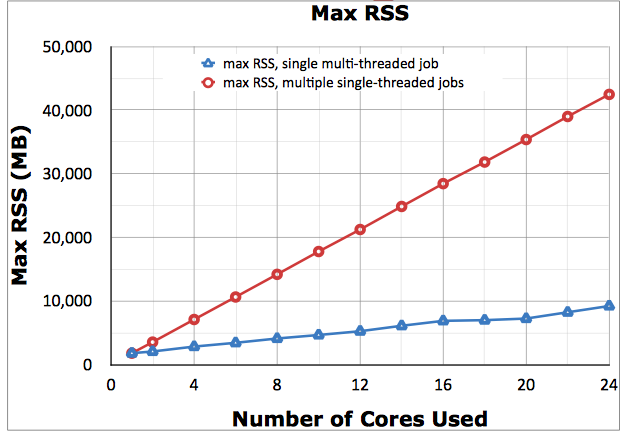 Max RSS
50,000
max RSS, single multi-threaded job
max RSS, multiple single-threaded jobs
40,000
30,000
20,000
10,000
0
Max RSS (MB)
0 4 8 12 16 20 24
Number of Cores Used